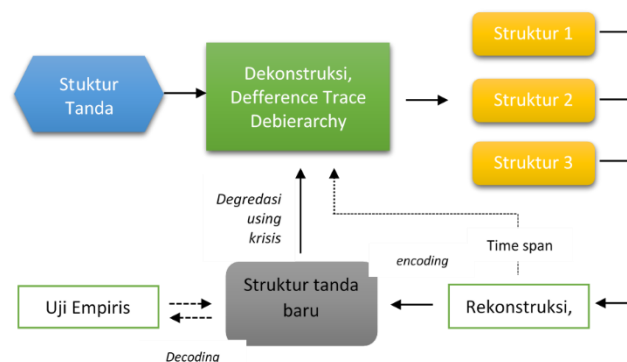 Stuktur
Tanda
Dekonstruksi,
Defference Trace
Debierarchy
Struktur 1
Struktur 2
Struktur 3
Degredasi
using
krisis
Time span
encoding
Uji Empiris
Struktur tanda
baru
Rekonstruksi,
Decoding